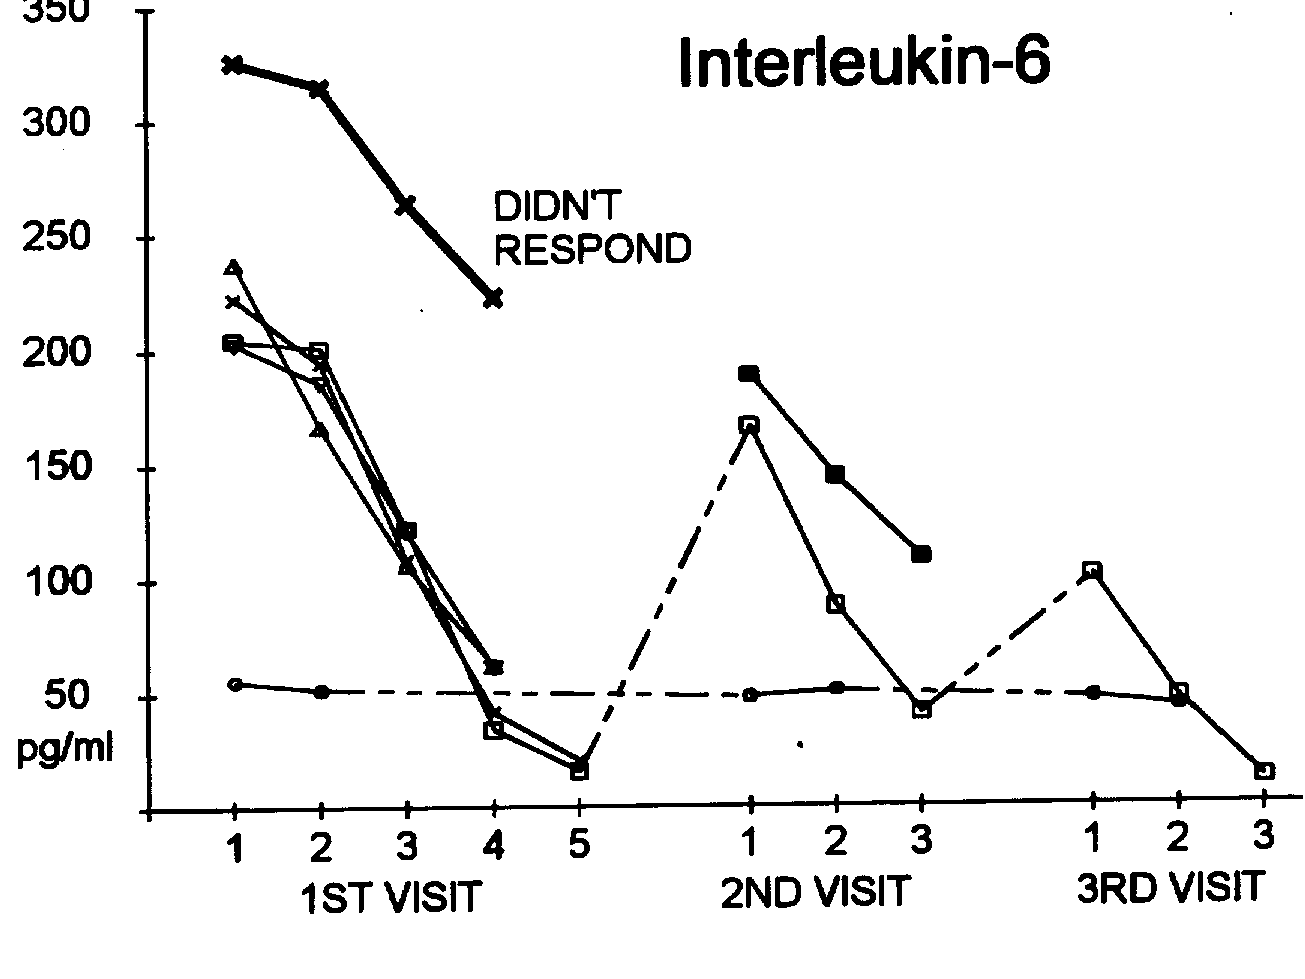 350
Interleukin-6
300
DIDN'T
RESPOND
250
200
150
100
50
pg/ml
1 2 3 4 5 1 2 3 1 2 3
1ST VISIT 2ND VISIT 3RD VISIT